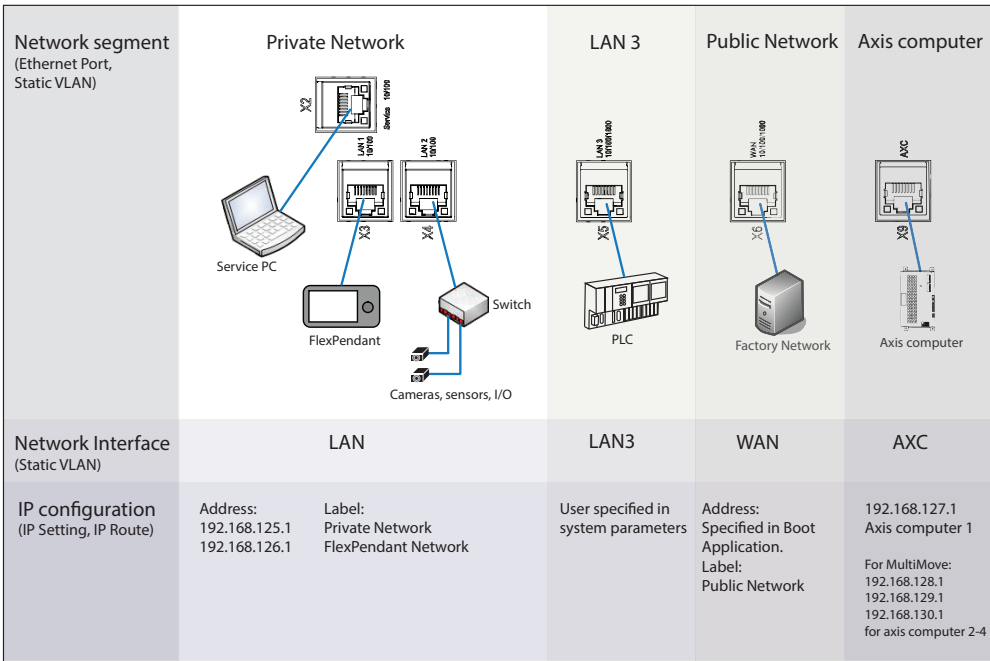 Network segment
(Ethernet Port,
Static VLAN)
Private Network
LAN 3
Public Network
Axis computer
X2
Service 10/100
LAN 1
10/100
X3
LAN 2
10/100
X4
LAN 3
10/100/1000
X5
WAN
10/100/1000
X6
AXC
X9
Service PC
FlexPendant
Switch
Cameras, sensors, I/O
PLC
Factory Network
Axis computer
Network Interface
(Static VLAN)
LAN
LAN3
WAN
AXC
IP configuration
(IP Setting, IP Route)
Address:
192.168.125.1
192.168.126.1
Label:
Private Network
FlexPendant Network
User specified in
system parameters
Address:
Specified in Boot
Application.
Label:
Public Network
192.168.127.1
Axis computer 1
For MultiMove:
192.168.128.1
192.168.129.1
192.168.130.1
for axis computer 2-4